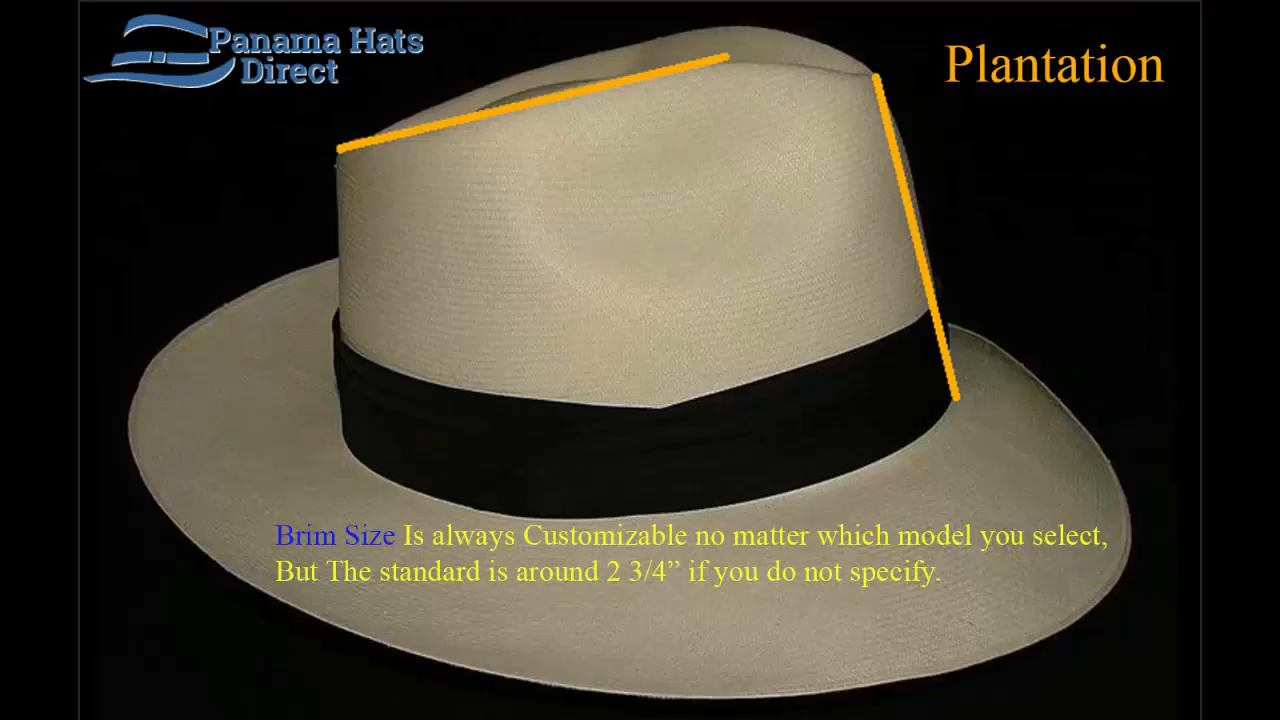 Panama Hats
Direct
Plantation
Brim Size Is always Customizable no matter which model you select,
But The standard is around 2 3/4” if you do not specify.